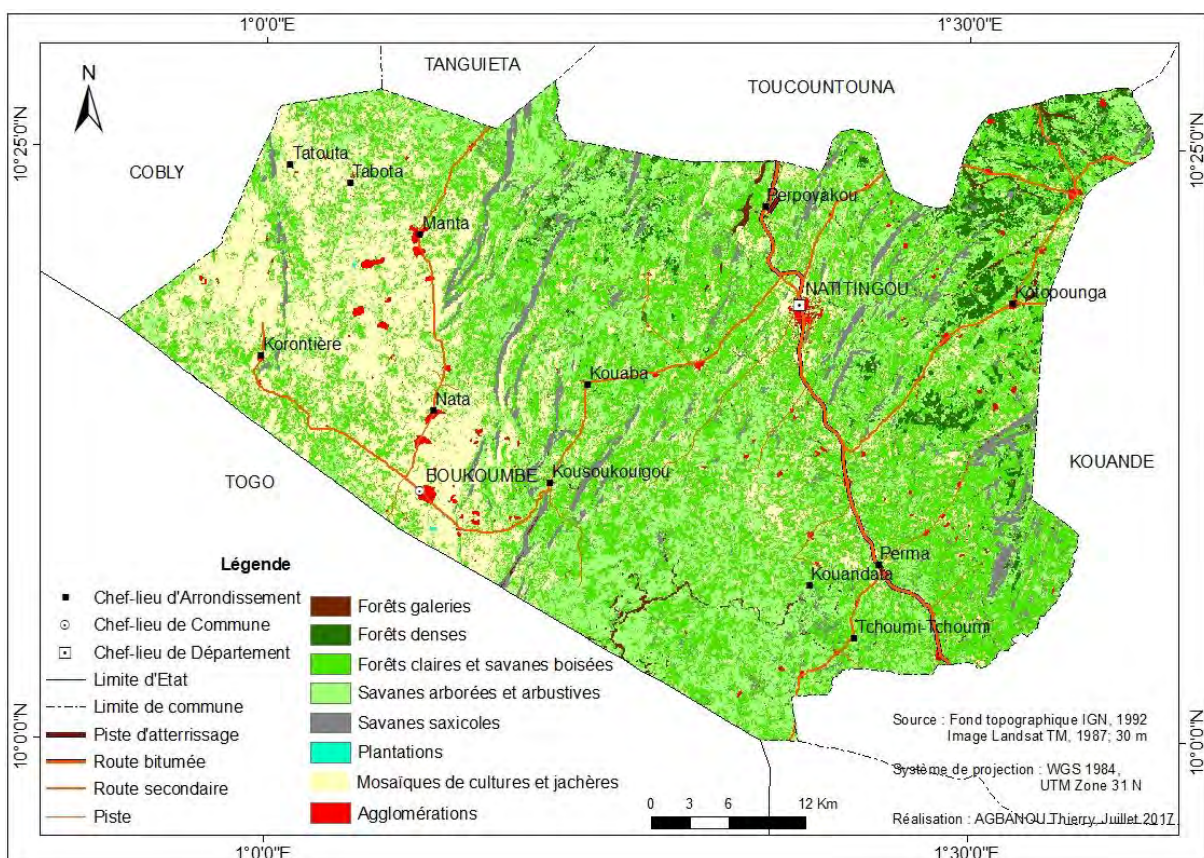 1°0'0"E
1°30'0"E
N
TANGUIETA
TOUCOUNTOUNA
10°25'0"N
10°25'0"N
COBLY
Tatouta
Tabota
Perpoyakou
Manta
NATITINGOU
Kotopounga
Korontière
Kouaba
Nata
KOUANDE
TOGO
BOUKOUMBE
Kousoukouigou
Perma
Kouandata
Tchoumi-Tchoumi
Légende
Chef-lieu d'Arrondissement
Chef-lieu de Commune
Chef-lieu de Département
Limite d'Etat
Limite de commune
Piste d'atterrissage
Route bitumée
Route secondaire
Piste
Forêts galeries
Forêts denses
Forêts claires et savanes boisées
Savanes arborées et arbustives
Savanes saxicoles
Plantations
Mosaïques de cultures et jachères
Agglomérations
10°0'0"N
10°0'0"N
Source : Fond topographique IGN, 1992
Image Landsat TM, 1987; 30 m
Système de projection : WGS 1984,
UTM Zone 31 N
Réalisation : AGBANOU Thierry, Juillet 2017
0 3 6 12 Km
1°0'0"E
1°30'0"E